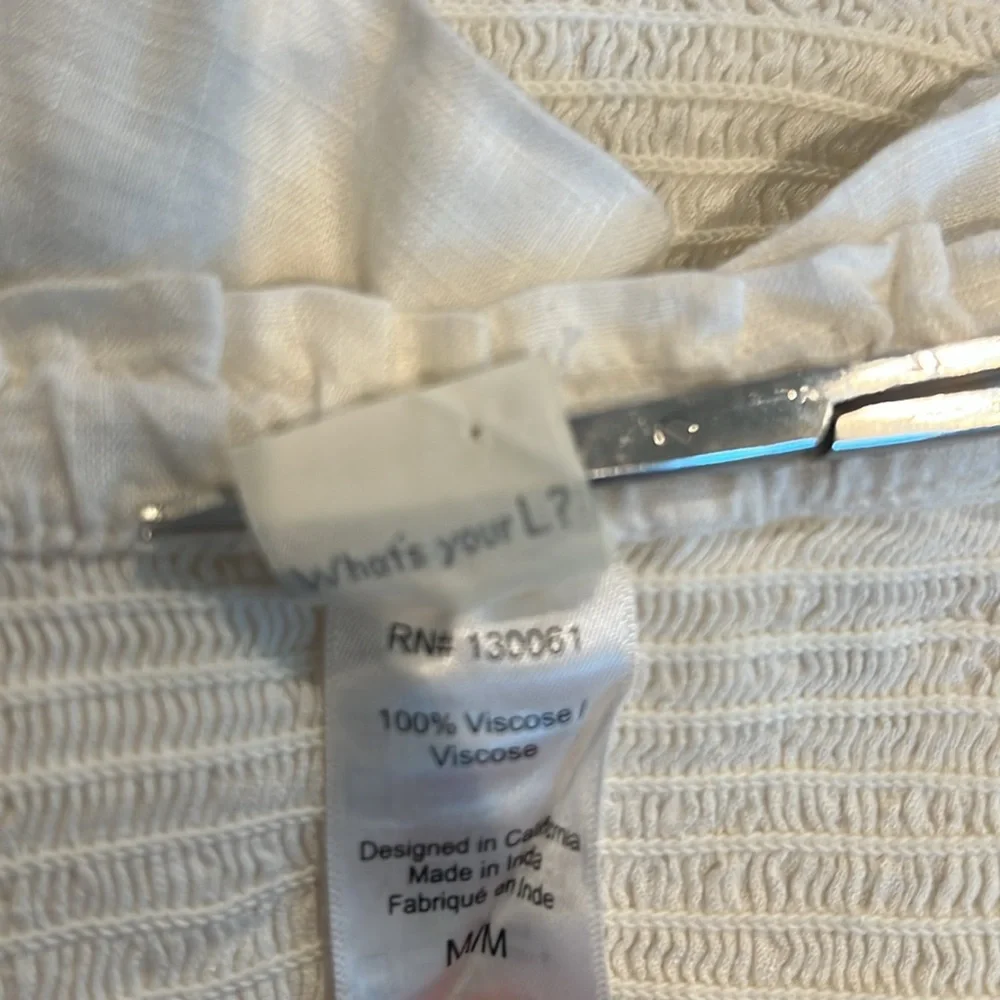 What's your L?
RN# 130061
100% Viscose /
Viscose
Designed in California
Made in India
Fabriqué en Inde
M/M